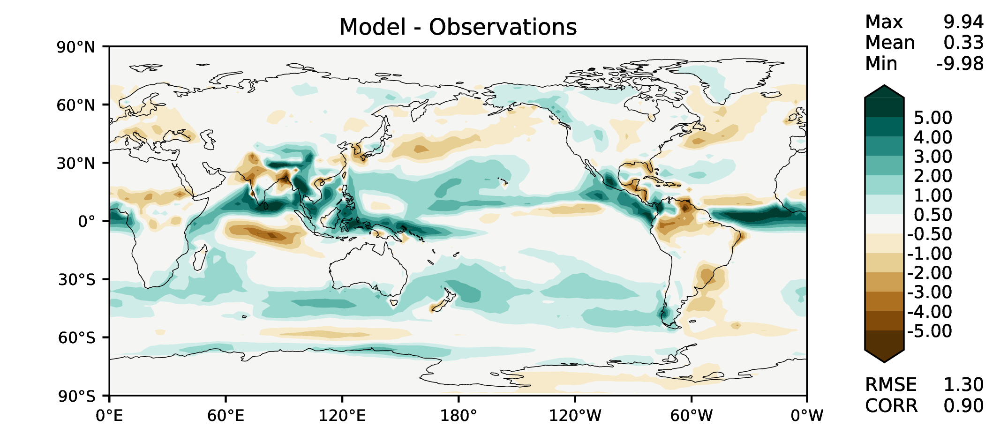 Model - Observations
Max 9.94
Mean 0.33
Min -9.98
90°N
60°N
30°N
0°
30°S
60°S
90°S
0°E 60°E 120°E 180° 120°W 60°W 0°W
5.00
4.00
3.00
2.00
1.00
0.50
-0.50
-1.00
-2.00
-3.00
-4.00
-5.00
RMSE 1.30
CORR 0.90